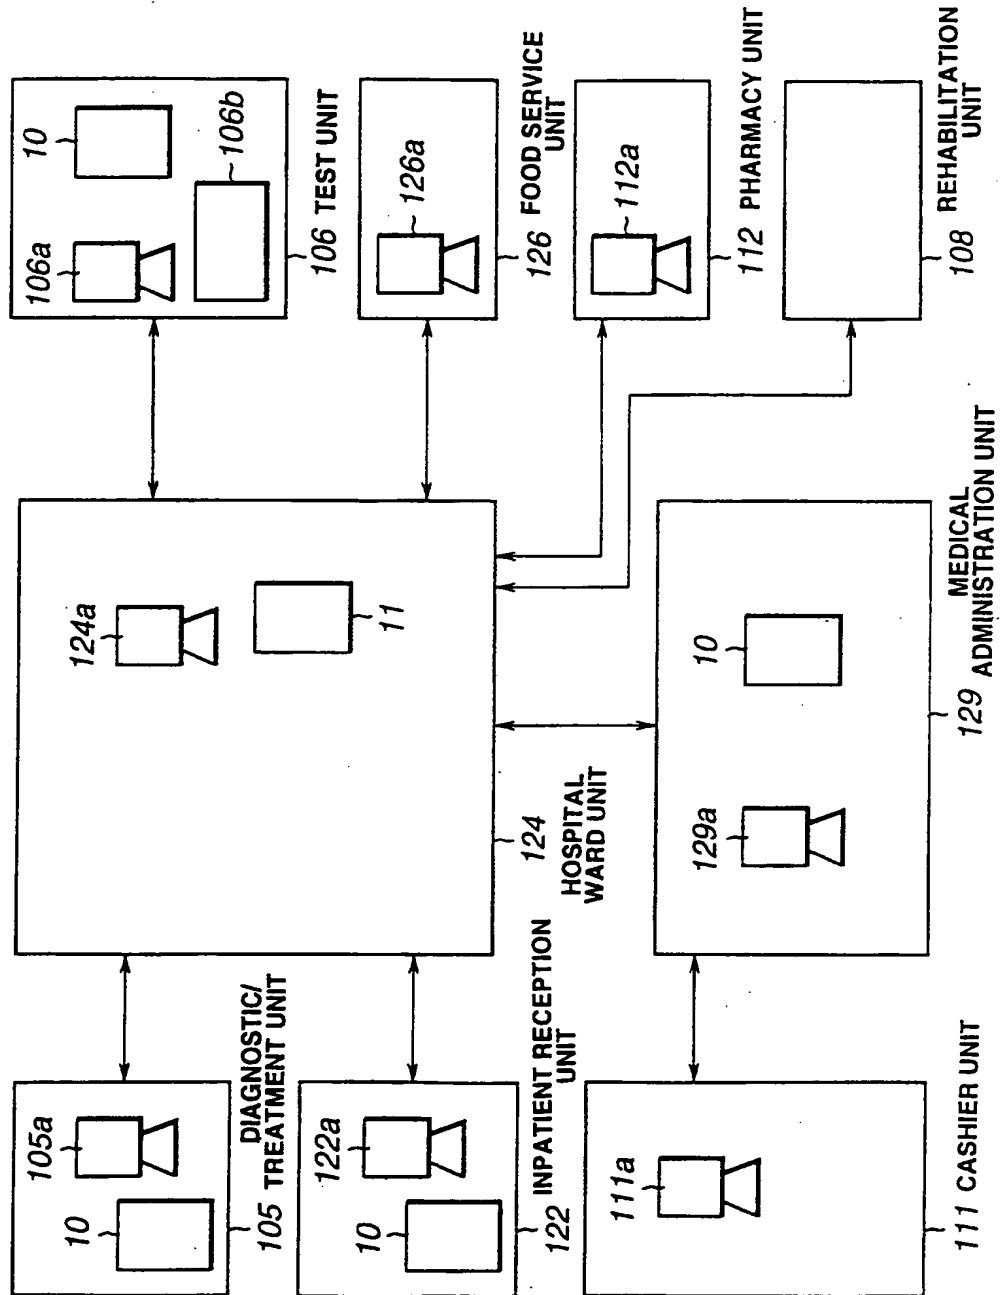 10
105a
105
DIAGNOSTIC/
TREATMENT UNIT
10
122a
122
INPATIENT RECEPTION
UNIT
111a
111 CASHIER UNIT
124a
11
124
HOSPITAL
WARD UNIT
129a
10
129
MEDICAL
ADMINISTRATION UNIT
106a
10
106b
106 TEST UNIT
126a
126
FOOD SERVICE
UNIT
112a
112 PHARMACY UNIT
108
REHABILITATION
UNIT